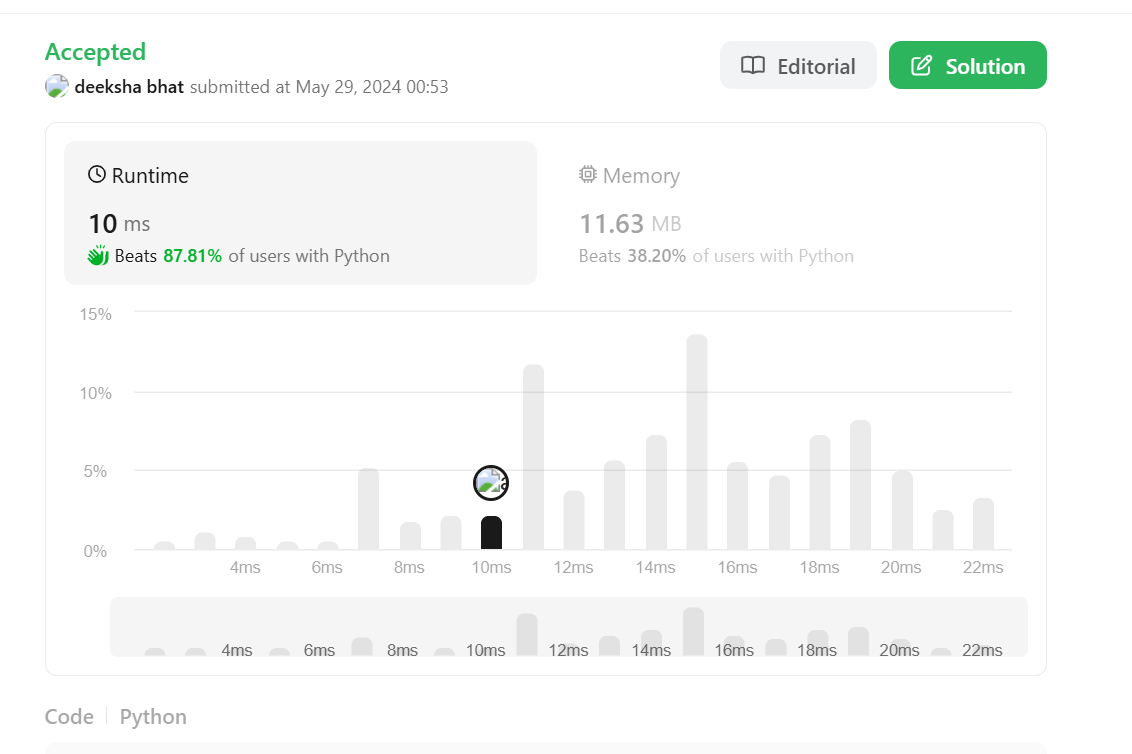 Accepted
deeksha bhat submitted at May 29, 2024 00:53
Editorial
Solution
Runtime
10 ms
Beats 87.81% of users with Python
Memory
11.63 MB
Beats 38.20% of users with Python
15%
10%
5%
0%
4ms 6ms 8ms 10ms 12ms 14ms 16ms 18ms 20ms 22ms
4ms 6ms 8ms 10ms 12ms 14ms 16ms 18ms 20ms 22ms
Code Python